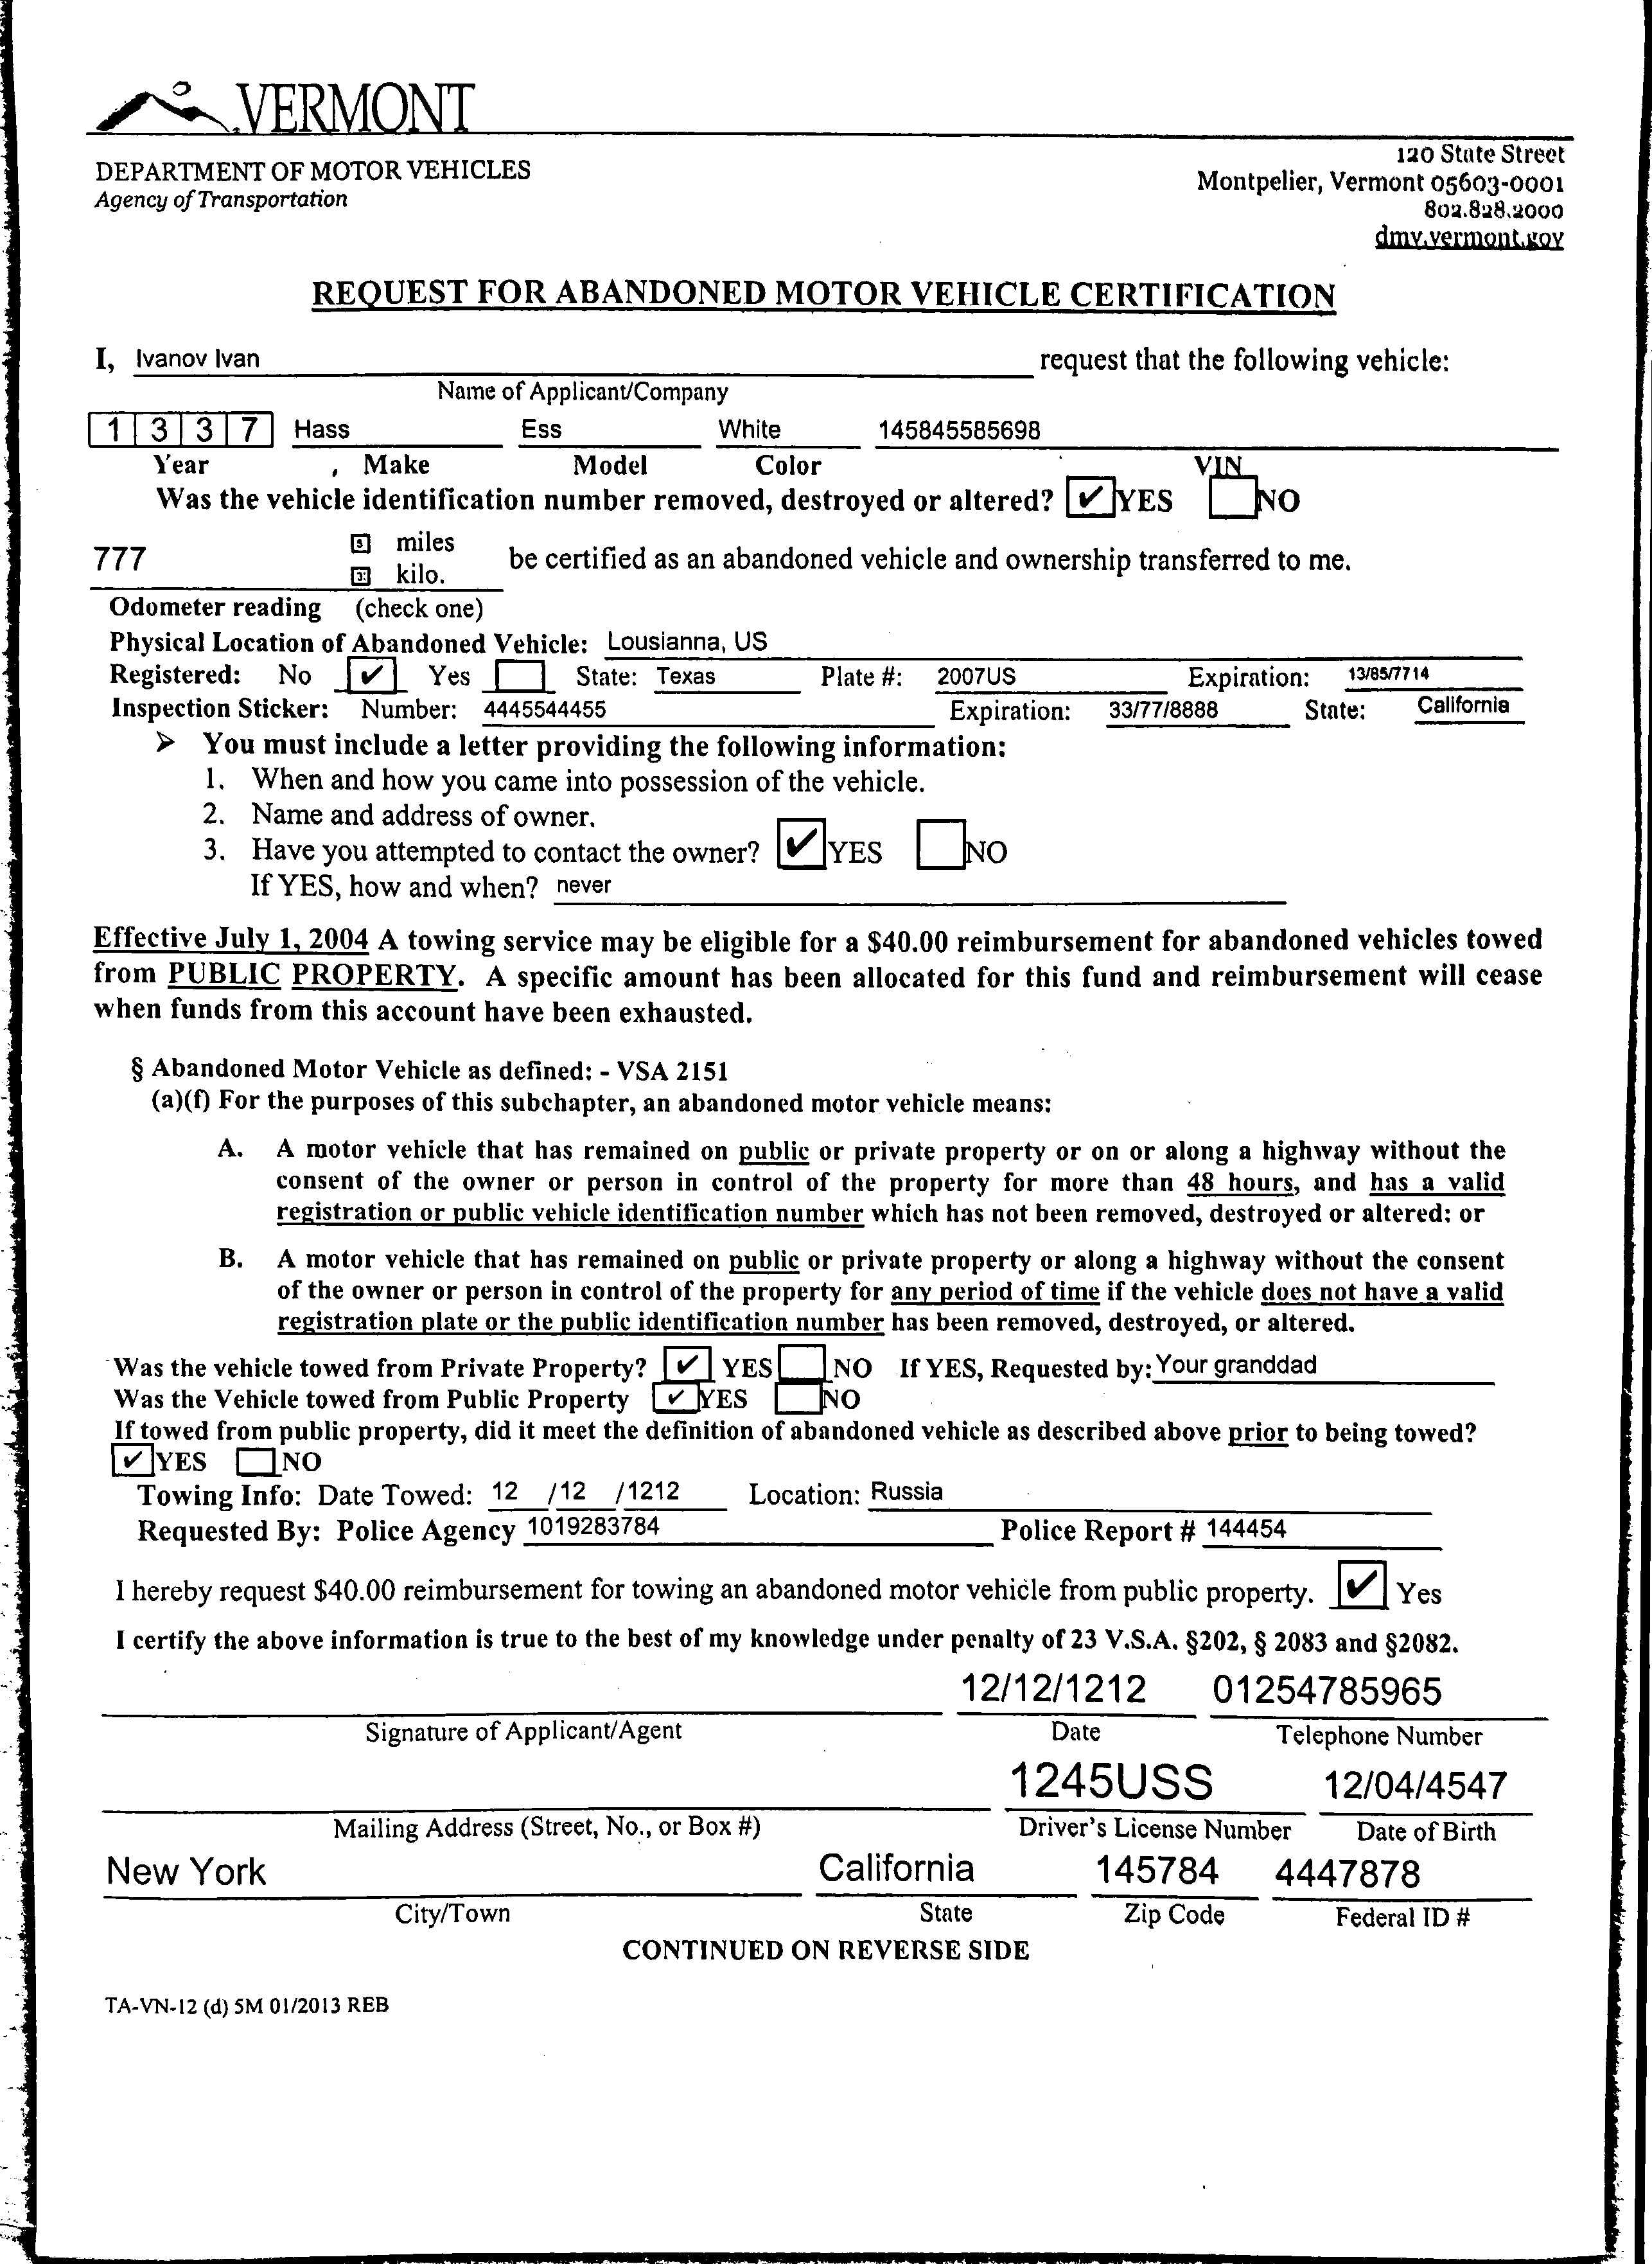 VERMONT
DEPARTMENT OF MOTOR VEHICLES
Agency of Transportation
120 State Street
Montpelier, Vermont 05603-0001
802.828.2000
dmv.vermont.gov
REQUEST FOR ABANDONED MOTOR VEHICLE CERTIFICATION
I, Ivanov Ivan request that the following vehicle:
Name of Applicant/Company
1 3 3 7 Hass Ess White 145845585698
Year Make Model Color VIN
Was the vehicle identification number removed, destroyed or altered? ✔ YES NO
miles
777 be certified as an abandoned vehicle and ownership transferred to me.
kilo.
Odometer reading (check one)
Physical Location of Abandoned Vehicle: Lousianna, US
Registered: No ✔ Yes State: Texas Plate #: 2007US Expiration: 13/85/7714
Inspection Sticker: Number: 4445544455 Expiration: 33/77/8888 State: California
➢ You must include a letter providing the following information:
1. When and how you came into possession of the vehicle.
2. Name and address of owner.
3. Have you attempted to contact the owner? ✔ YES NO
If YES, how and when? never
Effective July 1, 2004 A towing service may be eligible for a $40.00 reimbursement for abandoned vehicles towed
from PUBLIC PROPERTY. A specific amount has been allocated for this fund and reimbursement will cease
when funds from this account have been exhausted.
§ Abandoned Motor Vehicle as defined: - VSA 2151
(a)(f) For the purposes of this subchapter, an abandoned motor vehicle means:
A. A motor vehicle that has remained on public or private property or on or along a highway without the
consent of the owner or person in control of the property for more than 48 hours, and has a valid
registration or public vehicle identification number which has not been removed, destroyed or altered; or
B. A motor vehicle that has remained on public or private property or along a highway without the consent
of the owner or person in control of the property for any period of time if the vehicle does not have a valid
registration plate or the public identification number has been removed, destroyed, or altered.
Was the vehicle towed from Private Property? ✔ YES NO If YES, Requested by: Your granddad
Was the Vehicle towed from Public Property ✔ YES NO
If towed from public property, did it meet the definition of abandoned vehicle as described above prior to being towed?
✔ YES NO
Towing Info: Date Towed: 12 /12 /1212 Location: Russia
Requested By: Police Agency 1019283784 Police Report # 144454
I hereby request $40.00 reimbursement for towing an abandoned motor vehicle from public property. ✔ Yes
I certify the above information is true to the best of my knowledge under penalty of 23 V.S.A. §202, § 2083 and §2082.
12/12/1212 01254785965
Signature of Applicant/Agent Date Telephone Number
1245USS 12/04/4547
Mailing Address (Street, No., or Box #) Driver's License Number Date of Birth
New York California 145784 4447878
City/Town State Zip Code Federal ID #
CONTINUED ON REVERSE SIDE
TA-VN-12 (d) 5M 01/2013 REB